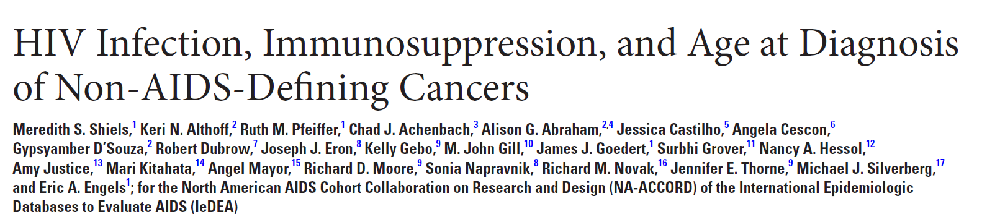 HIV Infection, Immunosuppression, and Age at Diagnosis
of Non-AIDS-Defining Cancers
Meredith S. Shiels,1 Keri N. Althoff,2 Ruth M. Pfeiffer,1 Chad J. Achenbach,3 Alison G. Abraham,2,4 Jessica Castilho,5 Angela Cescon,6
Gypsyamber D’Souza,2 Robert Dubrow,7 Joseph J. Eron,8 Kelly Gebo,9 M. John Gill,10 James J. Goedert,1 Surbhi Grover,11 Nancy A. Hessol,12
Amy Justice,13 Mari Kitahata,14 Angel Mayor,15 Richard D. Moore,9 Sonia Napravnik,8 Richard M. Novak,16 Jennifer E. Thorne,9 Michael J. Silverberg,17
and Eric A. Engels1; for the North American AIDS Cohort Collaboration on Research and Design (NA-ACCORD) of the International Epidemiologic
Databases to Evaluate AIDS (IeDEA)